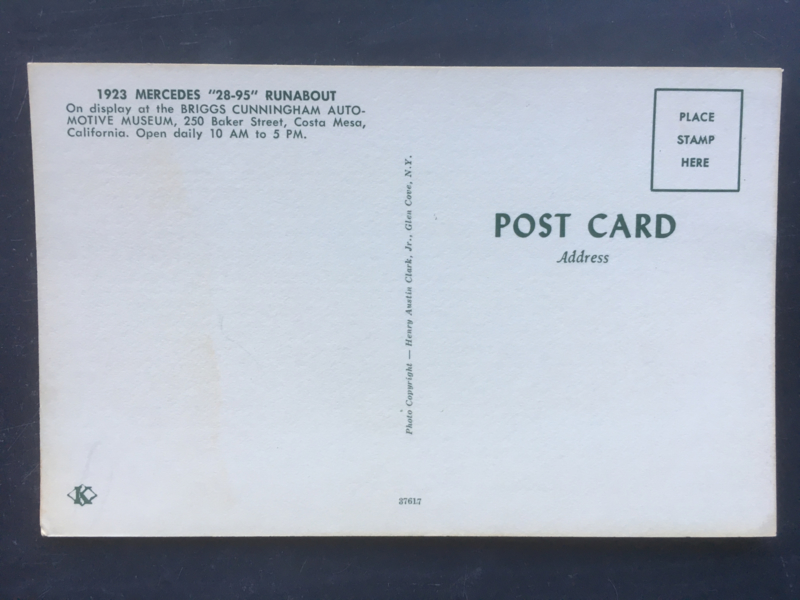 1923 MERCEDES "28-95" RUNABOUT
On display at the BRIGGS CUNNINGHAM AUTO-
MOTIVE MUSEUM, 250 Baker Street, Costa Mesa,
California. Open daily 10 AM to 5 PM.
K
Photo Copyright — Henry Austin Clark, Jr., Glen Cove, N.Y.
37617
PLACE
STAMP
HERE
POST CARD
Address